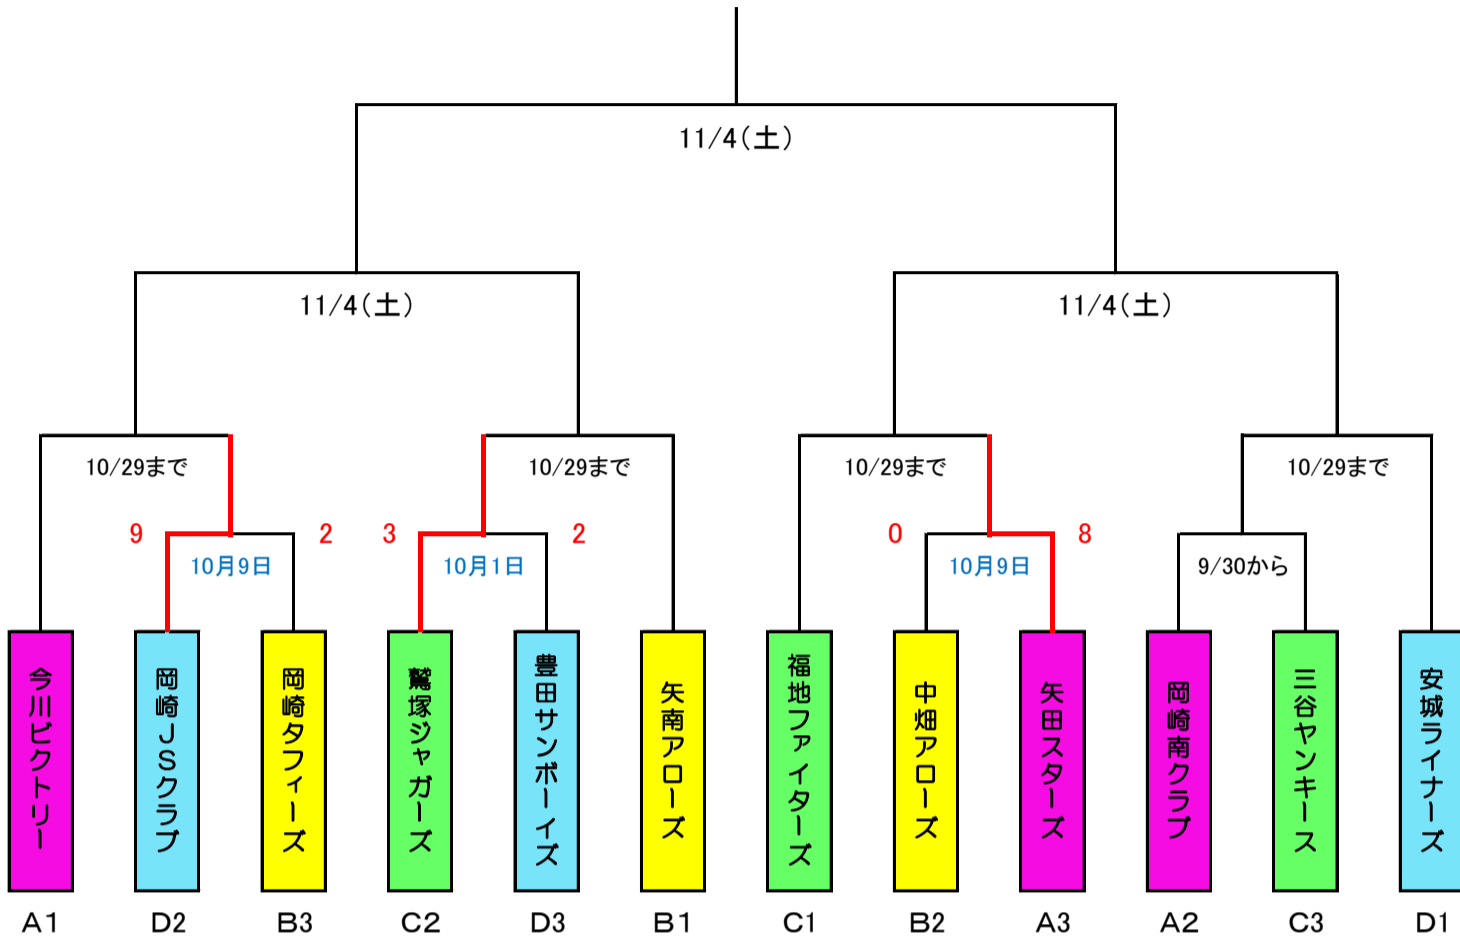 11/4(土)
11/4(土)
11/4(土)
10/29まで
10/29まで
10/29まで
10/29まで
9
2
3
2
0
8
10月9日
10月1日
10月9日
9/30から
今川ビクトリー
岡崎JSクラブ
岡崎タフィーズ
鷲塚ジャガーズ
豊田サンボーイズ
矢南アローズ
福地ファイターズ
中畑アローズ
矢田スターズ
岡崎南クラブ
三谷ヤンキース
安城ライナーズ
A1
D2
B3
C2
D3
B1
C1
B2
A3
A2
C3
D1